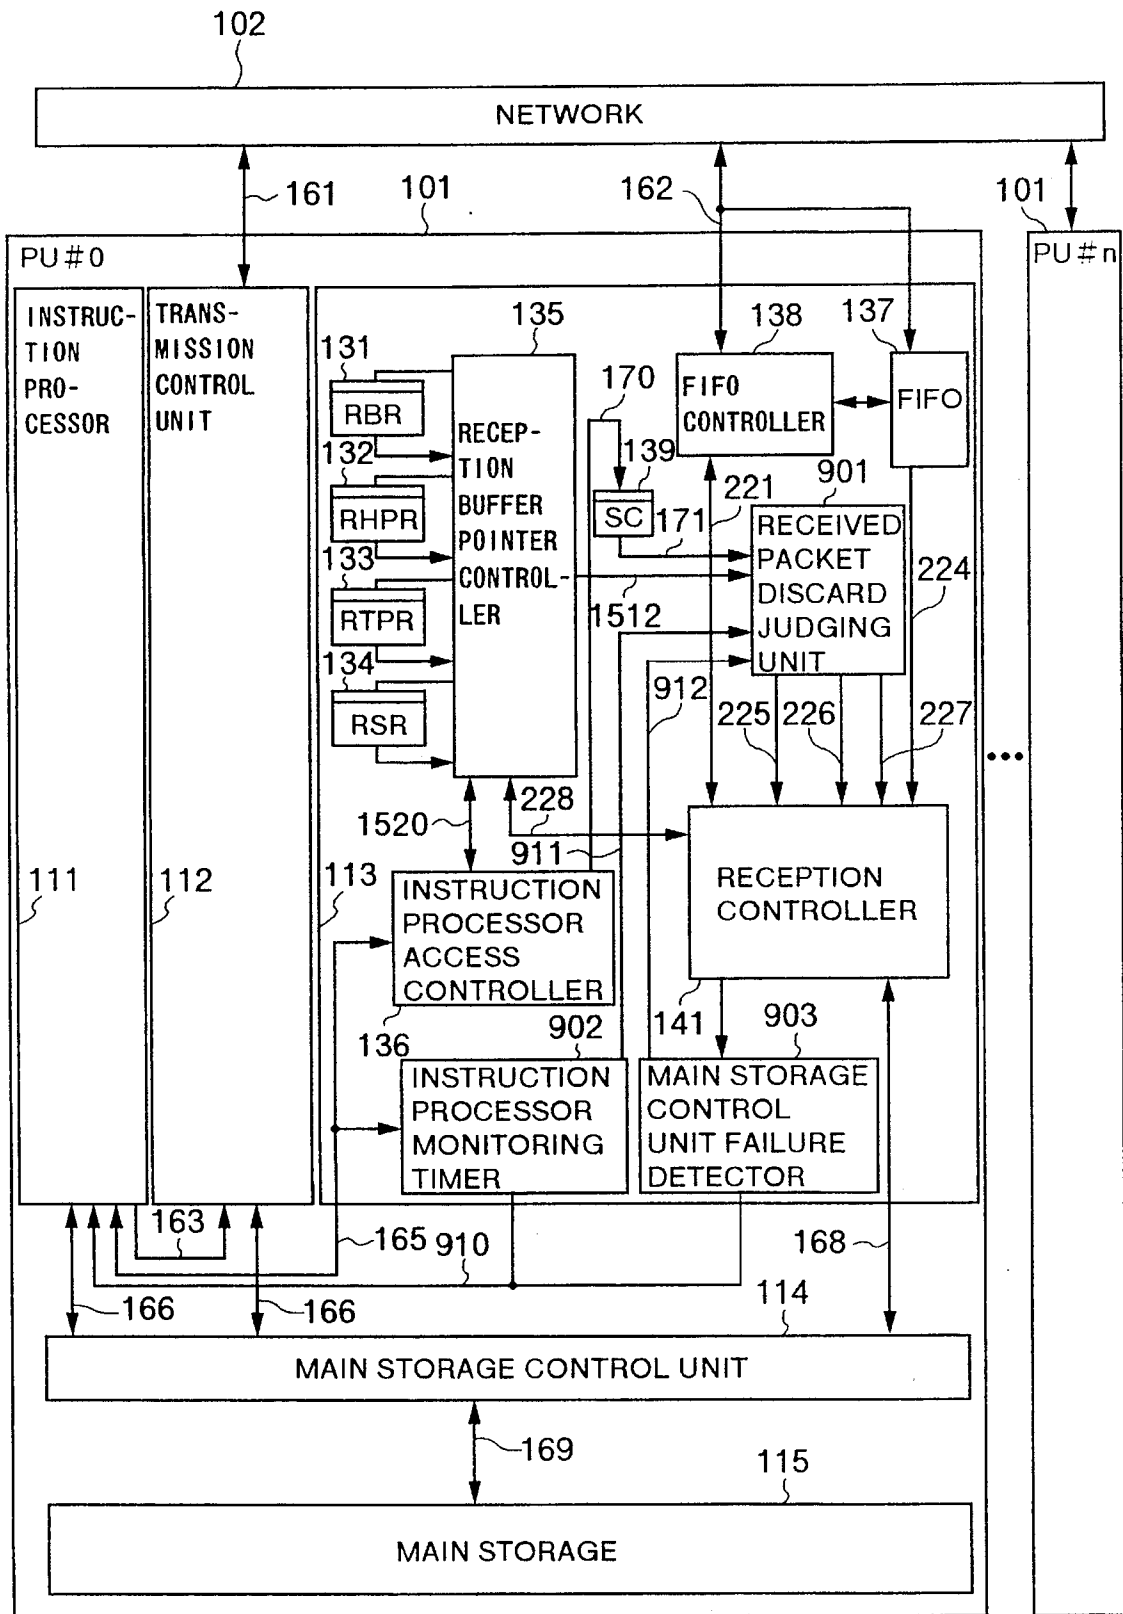 102
NETWORK
161
101
162
101
PU#0
PU#n
INSTRUC-
TION
PRO-
CESSOR
TRANS-
MISSION
CONTROL
UNIT
131
RBR
132
RHPR
133
RTPR
134
RSR
135
RECEP-
TION
BUFFER
POINTER
CONTROL-
LER
170
139
SC
171
1512
138
FIFO
CONTROLLER
137
FIFO
221
901
RECEIVED
PACKET
DISCARD
JUDGING
UNIT
224
912
225
226
227
•••
1520
228
911
111
112
113
INSTRUCTION
PROCESSOR
ACCESS
CONTROLLER
136
RECEPTION
CONTROLLER
141
902
INSTRUCTION
PROCESSOR
MONITORING
TIMER
903
MAIN STORAGE
CONTROL
UNIT FAILURE
DETECTOR
163
165
910
168
166
166
114
MAIN STORAGE CONTROL UNIT
169
115
MAIN STORAGE